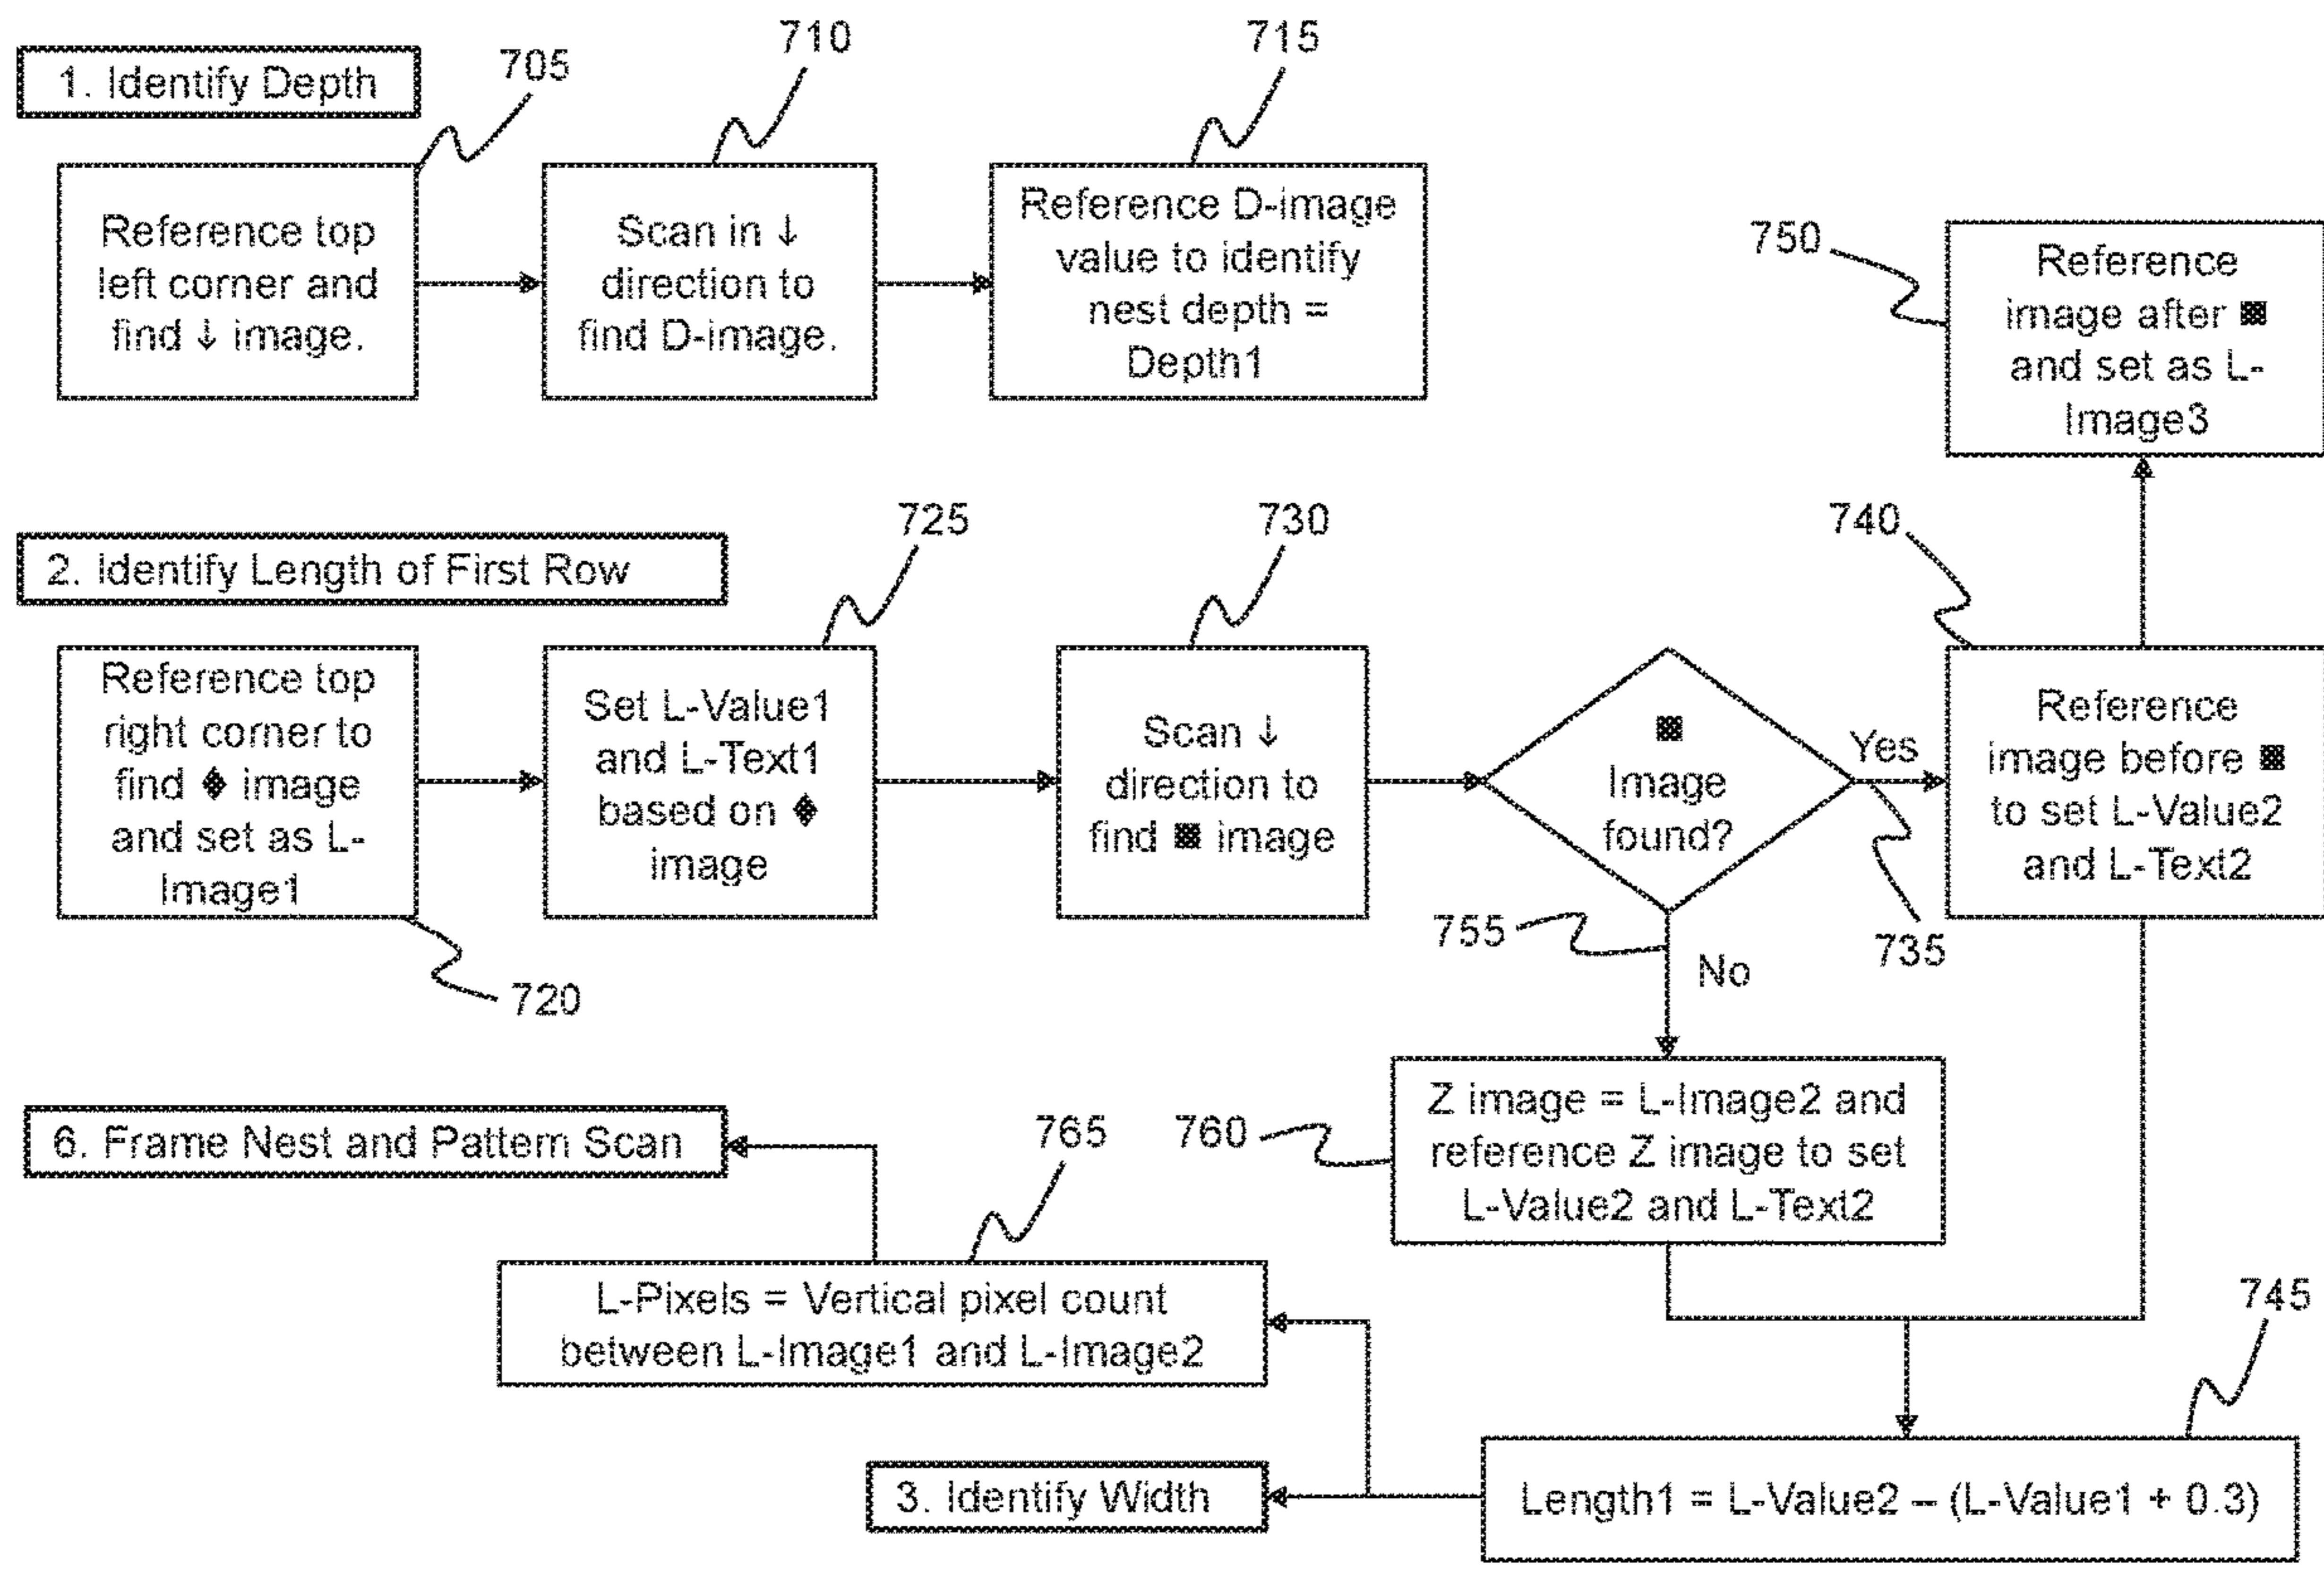 1. Identify Depth
705
710
715
Reference top
left corner and
find ↓ image.
Scan in ↓
direction to
find D-image.
Reference D-image
value to identify
nest depth =
Depth1
750
Reference
image after ■
and set as L-
Image3
2. Identify Length of First Row
725
730
740
Reference top
right corner to
find ♦ image
and set as L-
Image1
720
Set L-Value1
and L-Text1
based on ♦
image
Scan ↓
direction to
find ■ image
■
Image
found?
Yes
735
755
No
Reference
image before ■
to set L-Value2
and L-Text2
760
Z image = L-Image2 and
reference Z image to set
L-Value2 and L-Text2
6. Frame Nest and Pattern Scan
765
L-Pixels = Vertical pixel count
between L-Image1 and L-Image2
745
3. Identify Width
Length1 = L-Value2 – (L-Value1 + 0.3)